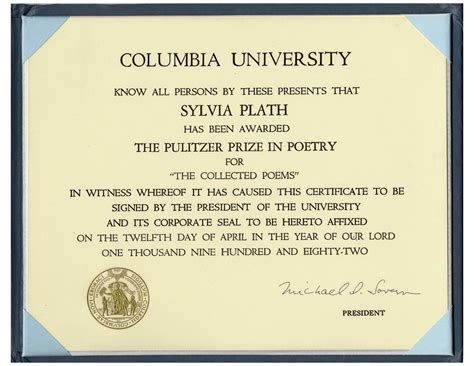 COLUMBIA UNIVERSITY
KNOW ALL PERSONS BY THESE PRESENTS THAT
SYLVIA PLATH
HAS BEEN AWARDED
THE PULITZER PRIZE IN POETRY
FOR
"THE COLLECTED POEMS"
IN WITNESS WHEREOF IT HAS CAUSED THIS CERTIFICATE TO BE
SIGNED BY THE PRESIDENT OF THE UNIVERSITY
AND ITS CORPORATE SEAL TO BE HERETO AFFIXED
ON THE TWELFTH DAY OF APRIL IN THE YEAR OF OUR LORD
ONE THOUSAND NINE HUNDRED AND EIGHTY-TWO
Michael I. Sovern
PRESIDENT